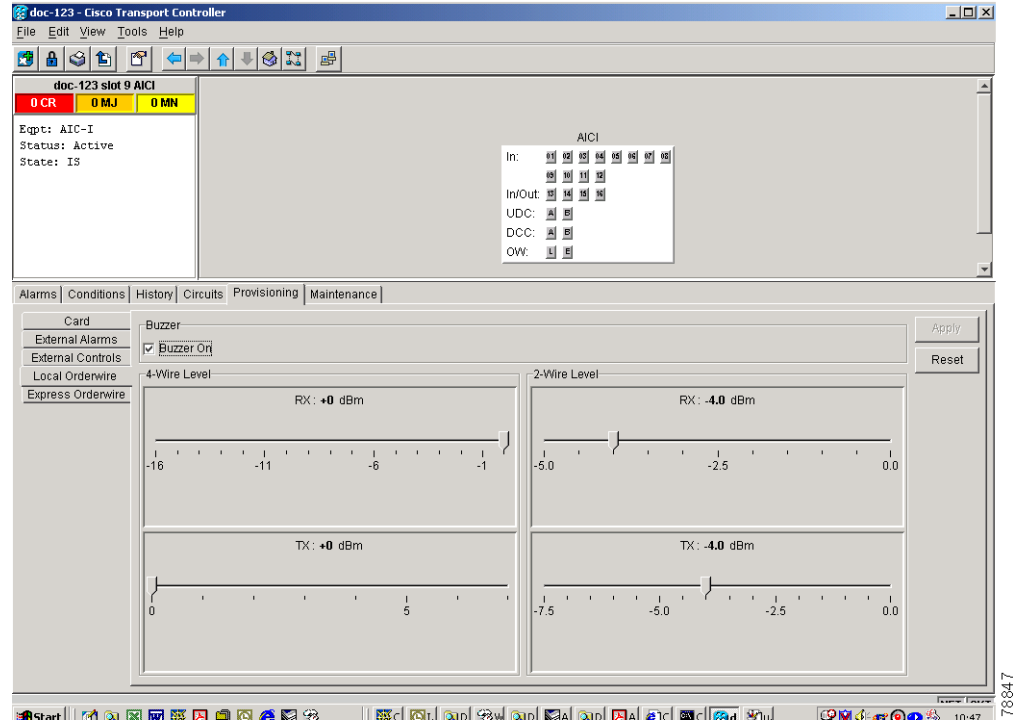 doc-123 - Cisco Transport Controller
File Edit View Tools Help
doc-123 slot 9 AICI
0 CR 0 MJ 0 MN
Eqpt: AIC-I
Status: Active
State: IS
AICI
In: 01 02 03 04 05 06 07 08
09 10 11 12
In/Out: 13 14 15 16
UDC: A B
DCC: A B
OW: L E
Alarms Conditions History Circuits Provisioning Maintenance
Card
External Alarms
External Controls
Local Orderwire
Express Orderwire
Buzzer
Buzzer On
Apply
Reset
4-Wire Level
RX: +0 dBm
-16 -11 -6 -1
TX: +0 dBm
0 5
2-Wire Level
RX: -4.0 dBm
-5.0 -2.5 0.0
TX: -4.0 dBm
-7.5 -5.0 -2.5 0.0
Start
10:47
78847